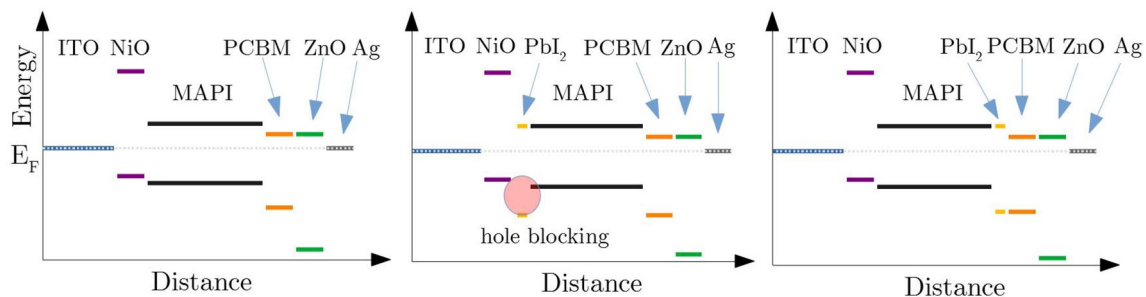 ITO NiO PCBM ZnO Ag
MAPI
Energy
E_F
Distance
ITO NiO PbI₂ PCBM ZnO Ag
MAPI
hole blocking
Distance
ITO NiO PbI₂ PCBM ZnO Ag
MAPI
Distance